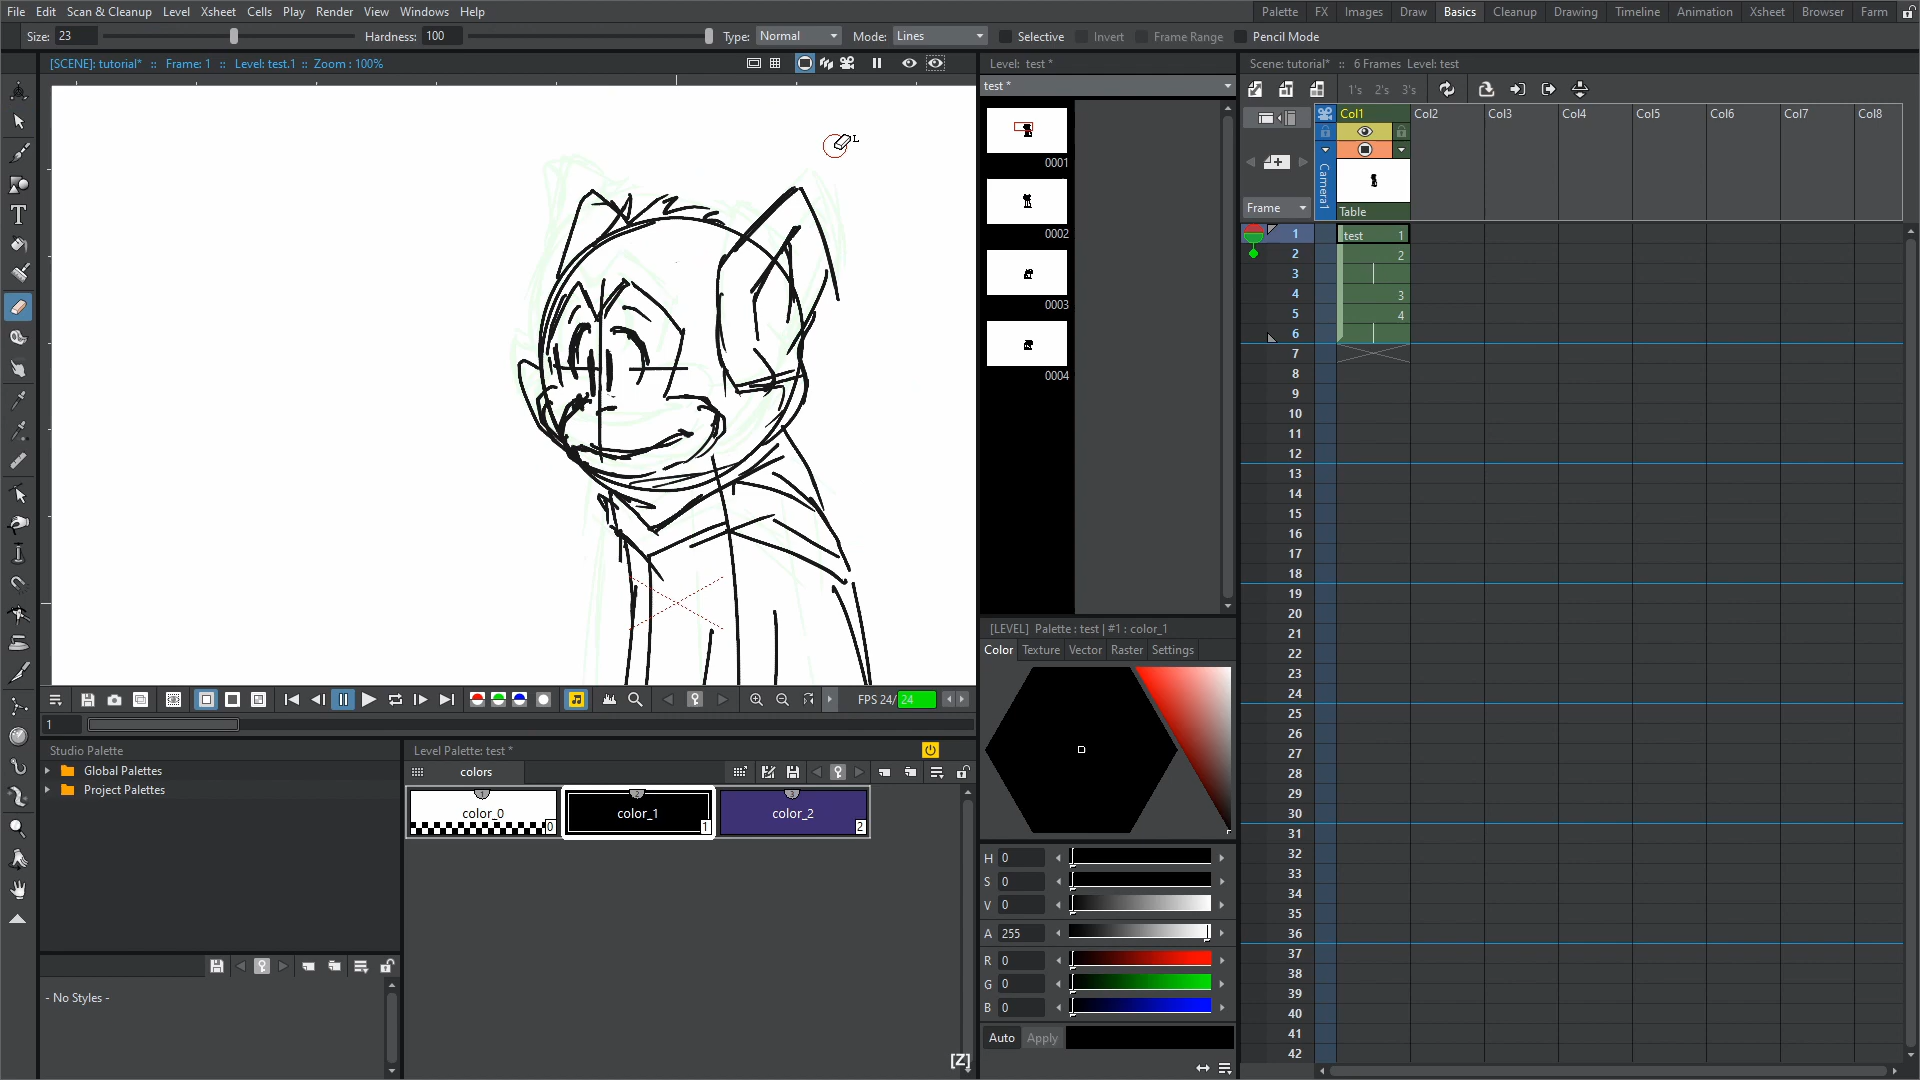 File Edit Scan & Cleanup Level Xsheet Cells Play Render View Windows Help
Palette FX Images Draw Basics Cleanup Drawing Timeline Animation Xsheet Browser Farm
Size: 23 Hardness: 100 Type: Normal Mode: Lines Selective Invert Frame Range Pencil Mode
[SCENE]: tutorial* :: Frame: 1 :: Level: test.1 :: Zoom : 100%
Level: test *
Scene: tutorial* :: 6 Frames Level: test
test *
1's 2's 3's
Col1 Col2 Col3 Col4 Col5 Col6 Col7 Col8
L
0001
0002
0003
0004
Camera1
Frame
Table
1 test 1
2 2
3
4 3
5 4
6
7
8
9
10
11
12
13
14
15
16
17
18
19
20
21
22
23
24
25
26
27
28
29
30
31
32
33
34
35
36
37
38
39
40
41
42
[LEVEL] Palette : test | #1 : color_1
Color Texture Vector Raster Settings
FPS 24/ 24
1
Studio Palette
Global Palettes
Project Palettes
- No Styles -
Level Palette: test *
colors
1 2 3
color_0 color_1 color_2
0 1 2
H 0
S 0
V 0
A 255
R 0
G 0
B 0
Auto Apply
[Z]